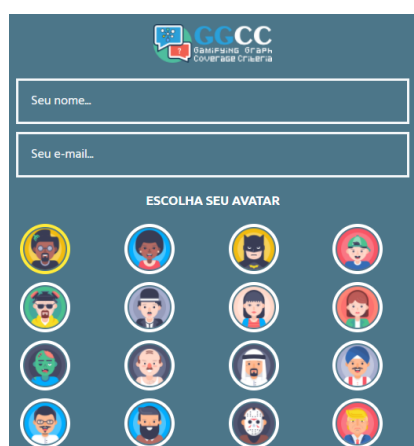 GGCC
Gamifying Graph
Coverage Criteria
Seu nome...
Seu e-mail...
ESCOLHA SEU AVATAR